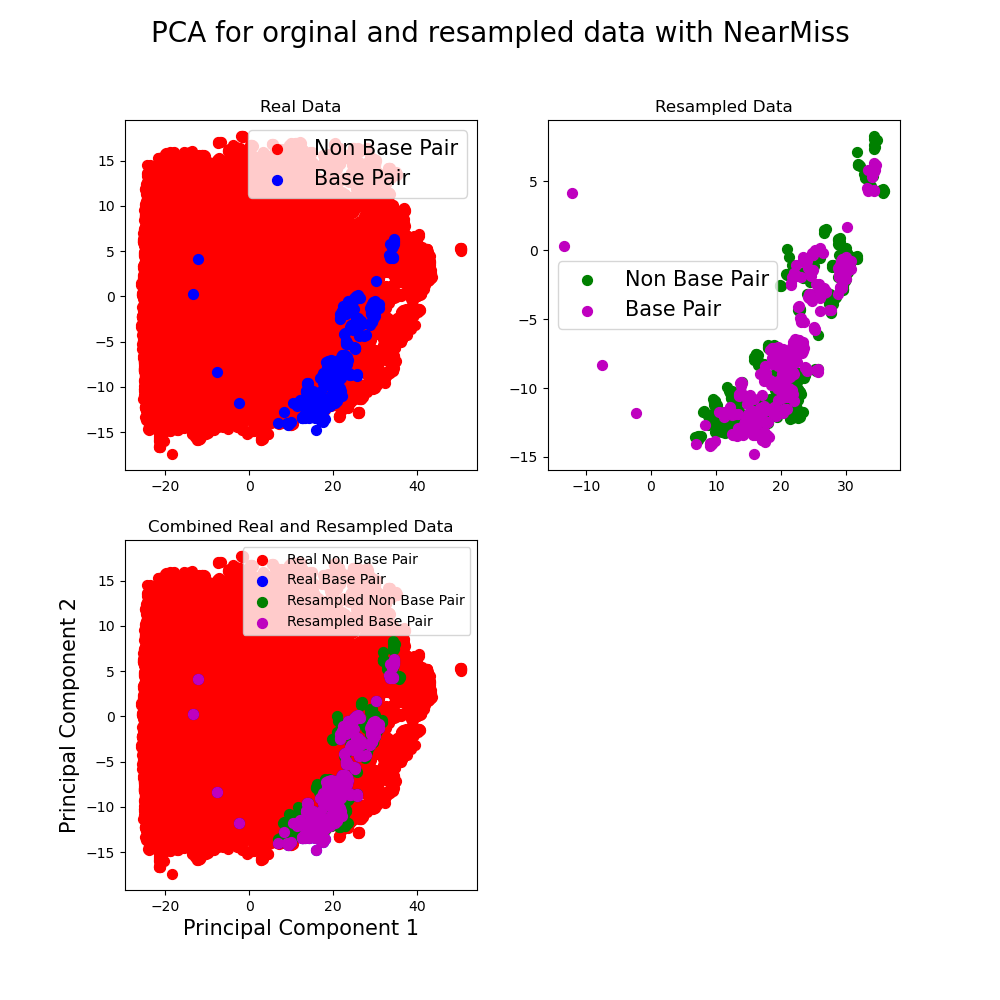 PCA for orginal and resampled data with NearMiss
Real Data
Non Base Pair
Base Pair
15
10
5
0
−5
−10
−15
−20
0
20
40
Resampled Data
Non Base Pair
Base Pair
5
0
−5
−10
−15
−10
0
10
20
30
Combined Real and Resampled Data
Real Non Base Pair
Real Base Pair
Resampled Non Base Pair
Resampled Base Pair
Principal Component 2
15
10
5
0
−5
−10
−15
−20
0
20
40
Principal Component 1